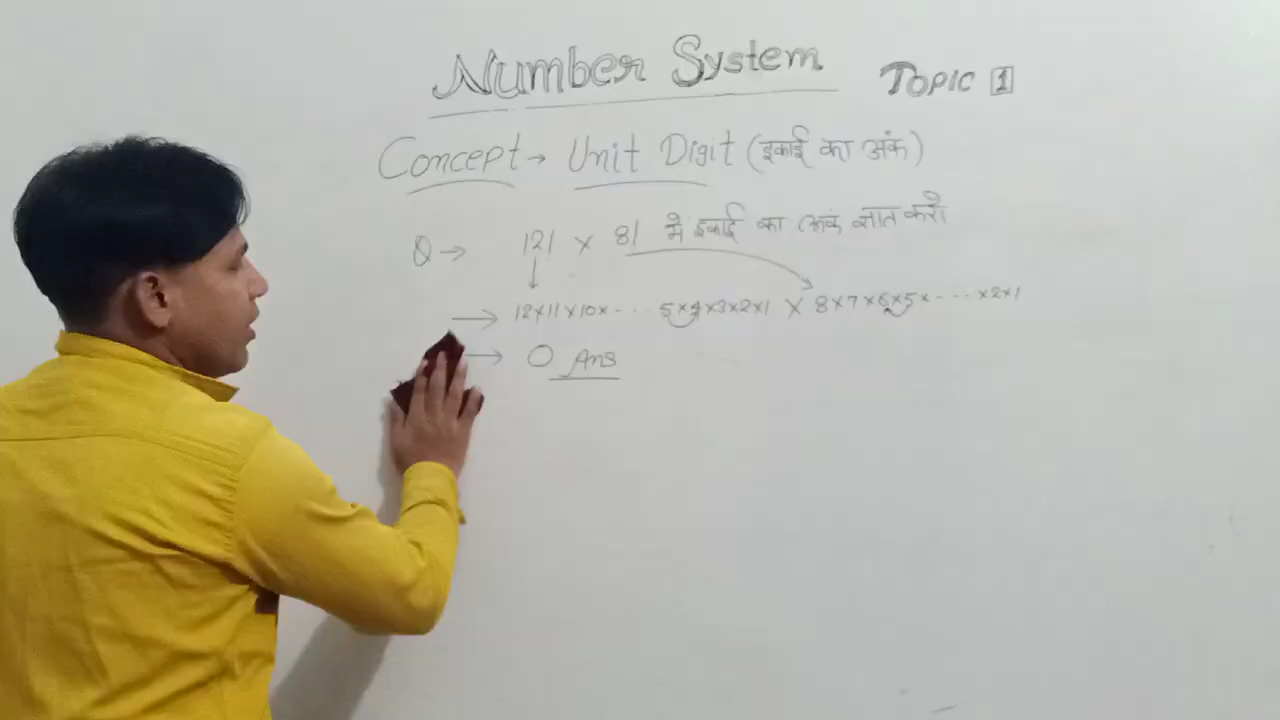 Number System Topic 1
Concept → Unit Digit (इकाई का अंक)
Q → 12! × 8! मे इकाई का अंक ज्ञात करो
→ 12×11×10×... 5×4×3×2×1 × 8×7×6×5×...×2×1
→ 0 Ans